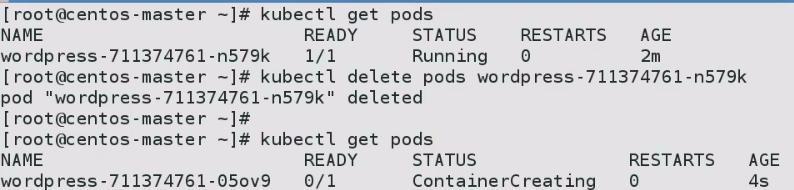 [root@centos-master ~]# kubectl get pods
NAME READY STATUS RESTARTS AGE
wordpress-711374761-n579k 1/1 Running 0 2m
[root@centos-master ~]# kubectl delete pods wordpress-711374761-n579k
pod "wordpress-711374761-n579k" deleted
[root@centos-master ~]#
[root@centos-master ~]# kubectl get pods
NAME READY STATUS RESTARTS AGE
wordpress-711374761-05ov9 0/1 ContainerCreating 0 4s